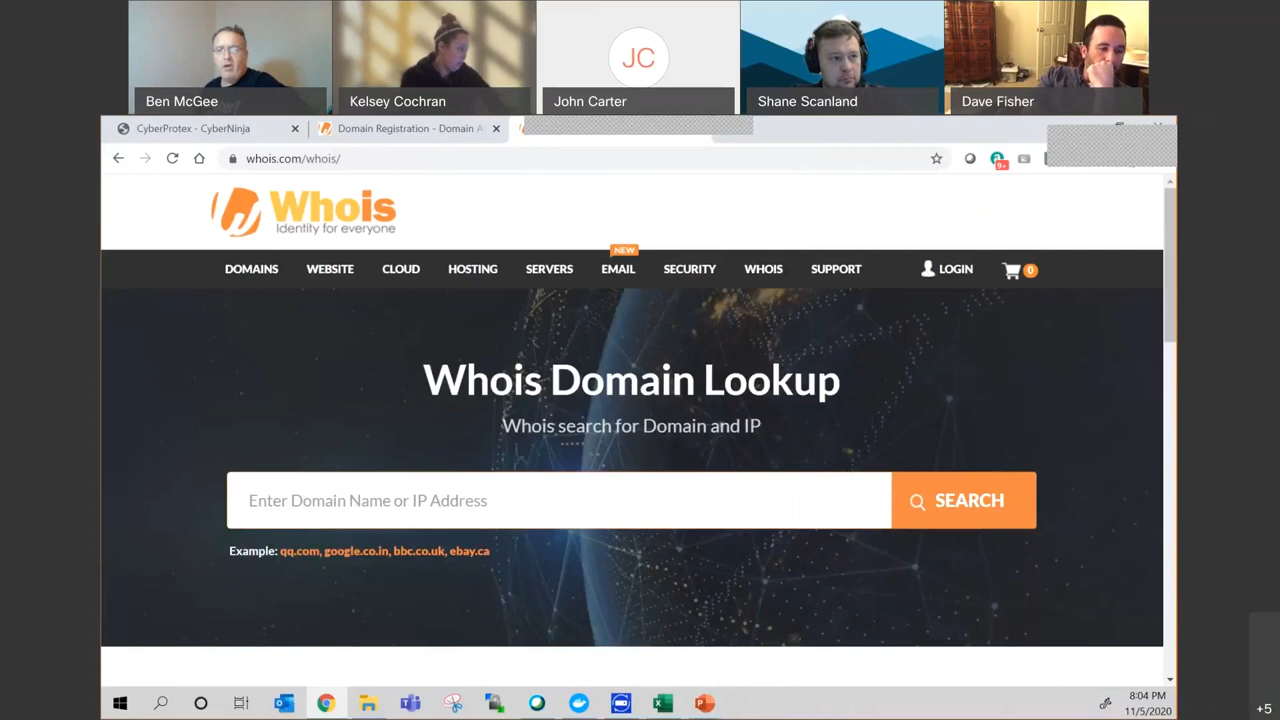 JC
Ben McGee
Kelsey Cochran
John Carter
Shane Scanland
Dave Fisher
CyberProtex - CyberNinja
Domain Registration - Domain A
whois.com/whois/
9+
Whois
Identity for everyone
NEW
DOMAINS WEBSITE CLOUD HOSTING SERVERS EMAIL SECURITY WHOIS SUPPORT LOGIN 0
Whois Domain Lookup
Whois search for Domain and IP
Enter Domain Name or IP Address
SEARCH
Example: qq.com, google.co.in, bbc.co.uk, ebay.ca
8:04 PM
11/5/2020
+5